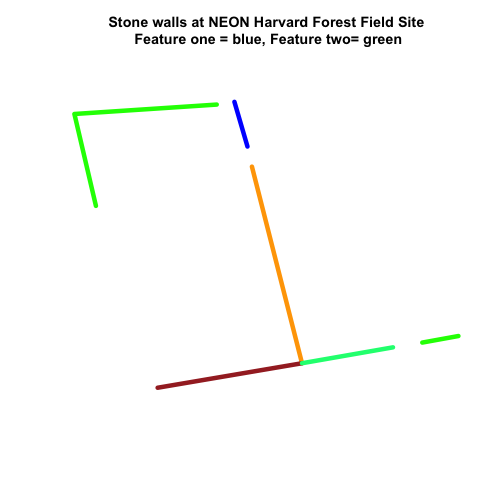 Stone walls at NEON Harvard Forest Field Site
Feature one = blue, Feature two= green